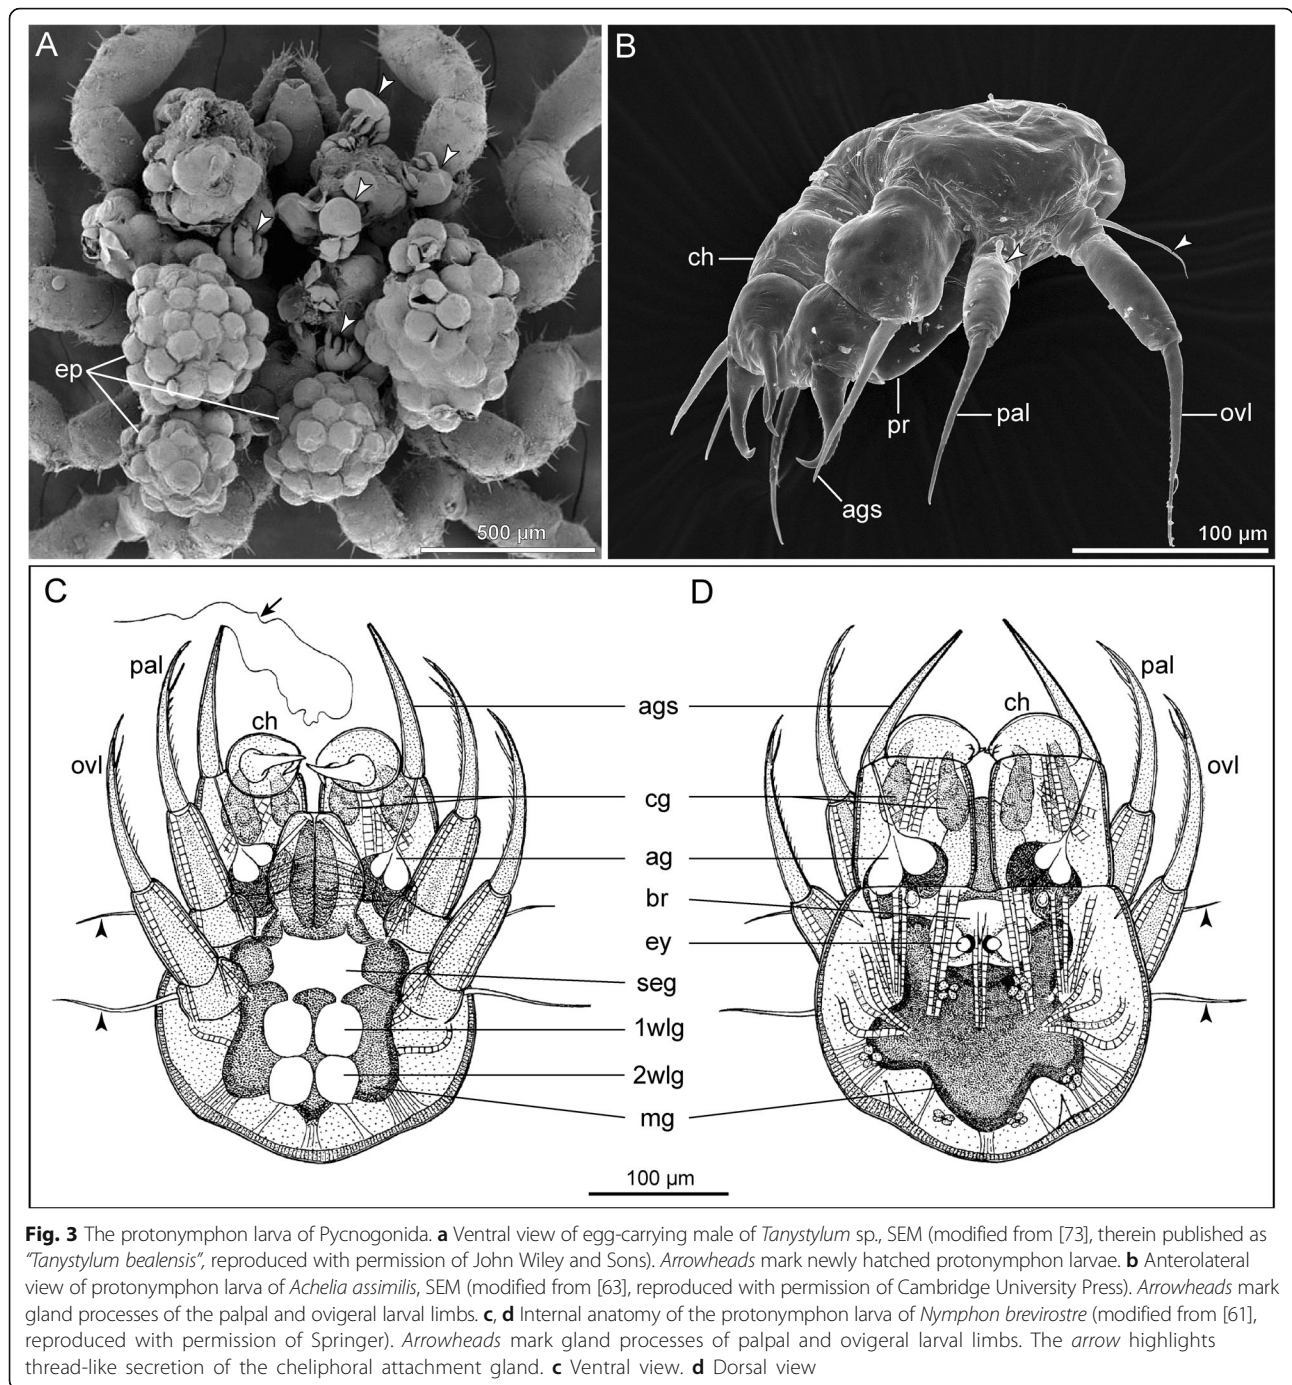 A
ep
500 µm
B
ch
pr
pal
ovl
ags
100 µm
C
pal
ch
ovl
D
pal
ch
ovl
ags
cg
ag
br
ey
seg
1wlg
2wlg
mg
100 µm
Fig. 3 The protonymphon larva of Pycnogonida. a Ventral view of egg-carrying male of Tanystylum sp., SEM (modified from [73], therein published as
"Tanystylum bealensis", reproduced with permission of John Wiley and Sons). Arrowheads mark newly hatched protonymphon larvae. b Anterolateral
view of protonymphon larva of Achelia assimilis, SEM (modified from [63], reproduced with permission of Cambridge University Press). Arrowheads mark
gland processes of the palpal and ovigeral larval limbs. c, d Internal anatomy of the protonymphon larva of Nymphon brevirostre (modified from [61],
reproduced with permission of Springer). Arrowheads mark gland processes of palpal and ovigeral larval limbs. The arrow highlights
thread-like secretion of the cheliphoral attachment gland. c Ventral view. d Dorsal view